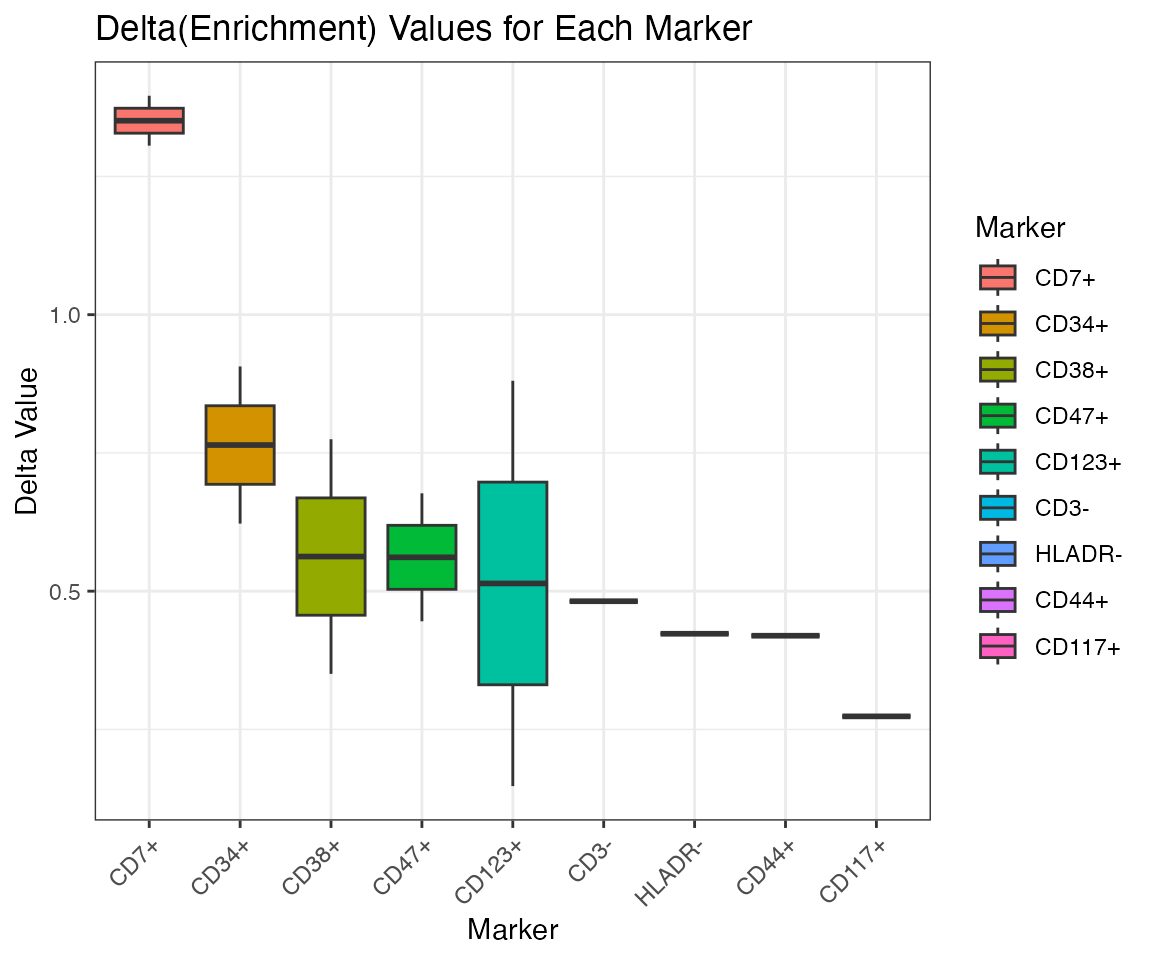 Delta(Enrichment) Values for Each Marker
Delta Value
1.0
0.5
CD7+
CD34+
CD38+
CD47+
CD123+
CD3-
HLADR-
CD44+
CD117+
Marker
Marker
CD7+
CD34+
CD38+
CD47+
CD123+
CD3-
HLADR-
CD44+
CD117+